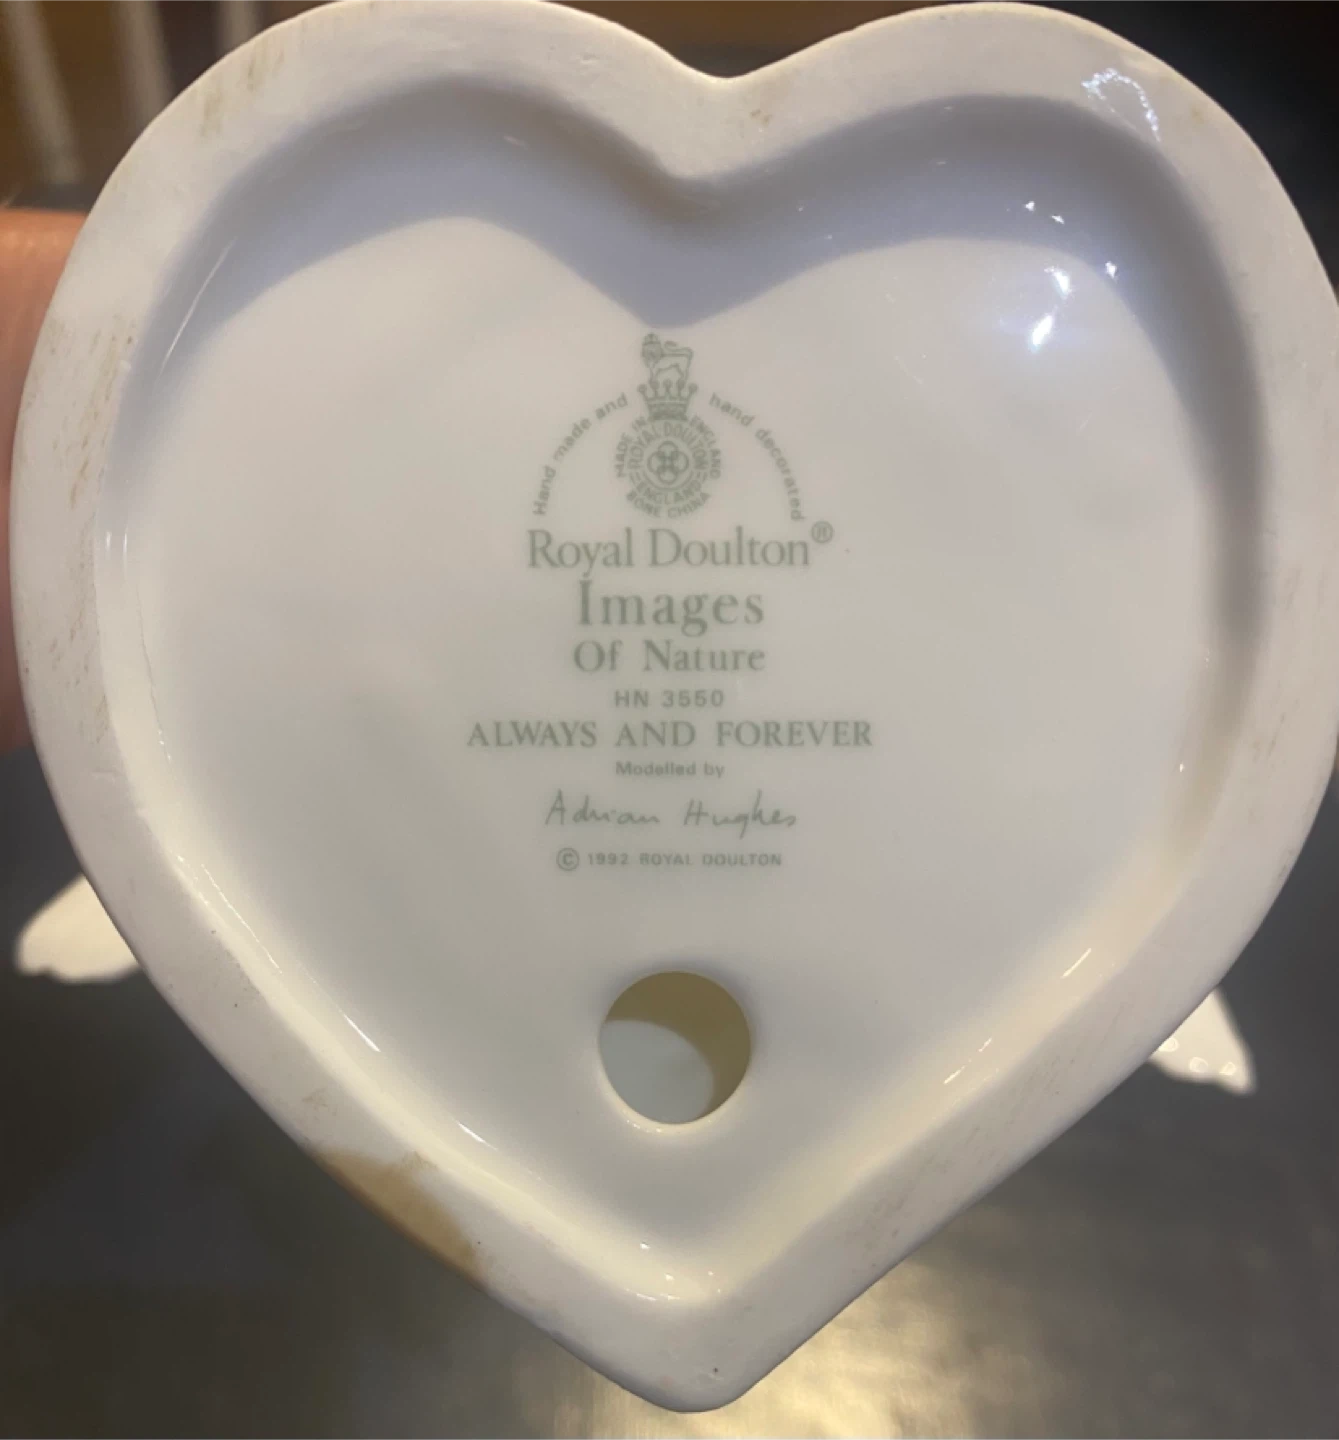 Hand made and hand decorated
MADE IN ENGLAND
ROYAL DOULTON
ENGLAND
BONE CHINA
Royal Doulton®
Images
Of Nature
HN 3550
ALWAYS AND FOREVER
Modelled by
Adrian Hughes
© 1992 ROYAL DOULTON